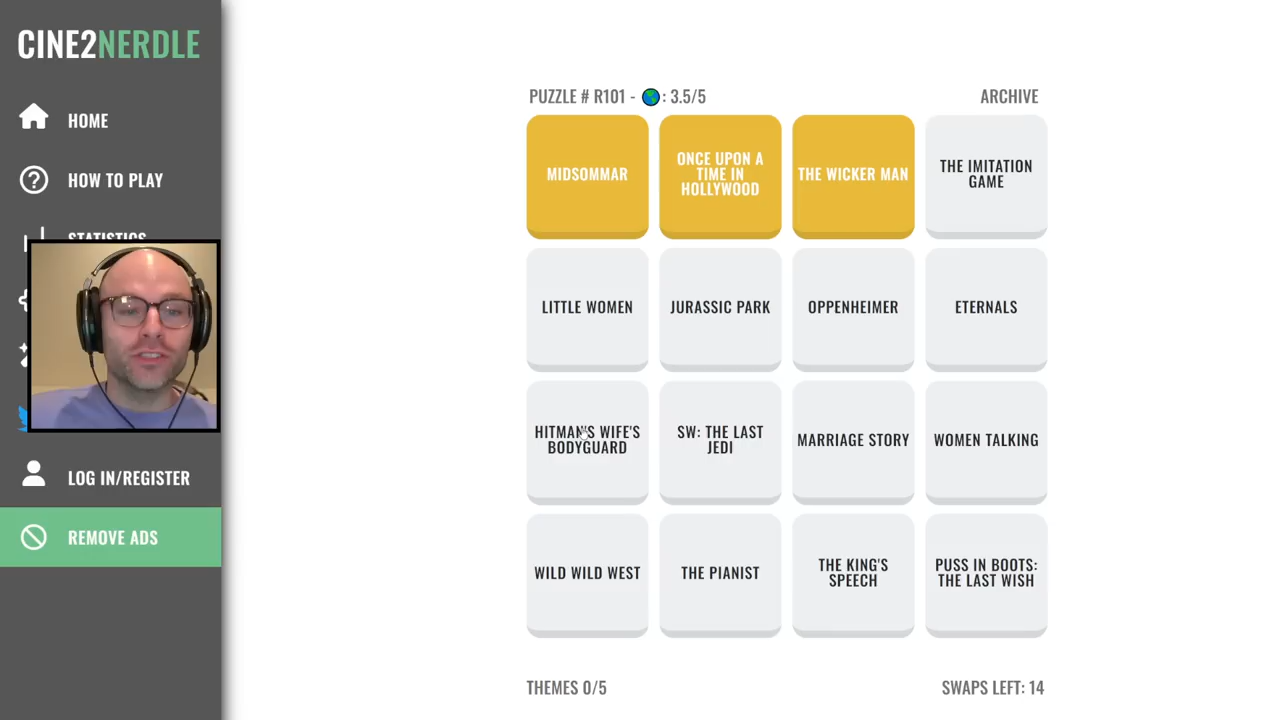 CINE2NERDLE
HOME
HOW TO PLAY
STATISTICS
LOG IN/REGISTER
REMOVE ADS
PUZZLE # R101 - 🌎: 3.5/5
ARCHIVE
MIDSOMMAR
ONCE UPON A
TIME IN
HOLLYWOOD
THE WICKER MAN
THE IMITATION
GAME
LITTLE WOMEN
JURASSIC PARK
OPPENHEIMER
ETERNALS
HITMAN'S WIFE'S
BODYGUARD
SW: THE LAST
JEDI
MARRIAGE STORY
WOMEN TALKING
WILD WILD WEST
THE PIANIST
THE KING'S
SPEECH
PUSS IN BOOTS:
THE LAST WISH
THEMES 0/5
SWAPS LEFT: 14